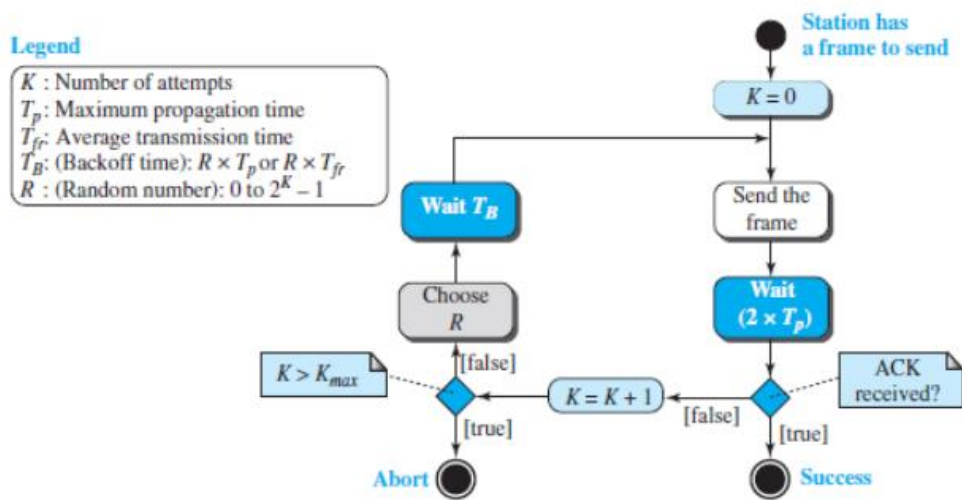 Legend
K : Number of attempts
Tp: Maximum propagation time
Tfr: Average transmission time
TB: (Backoff time): R × Tp or R × Tfr
R : (Random number): 0 to 2^K – 1
Station has
a frame to send
K = 0
Send the
frame
Wait
(2 × Tp)
ACK
received?
[true]
Success
[false]
K = K + 1
K > Kmax
[true]
Abort
[false]
Choose
R
Wait TB